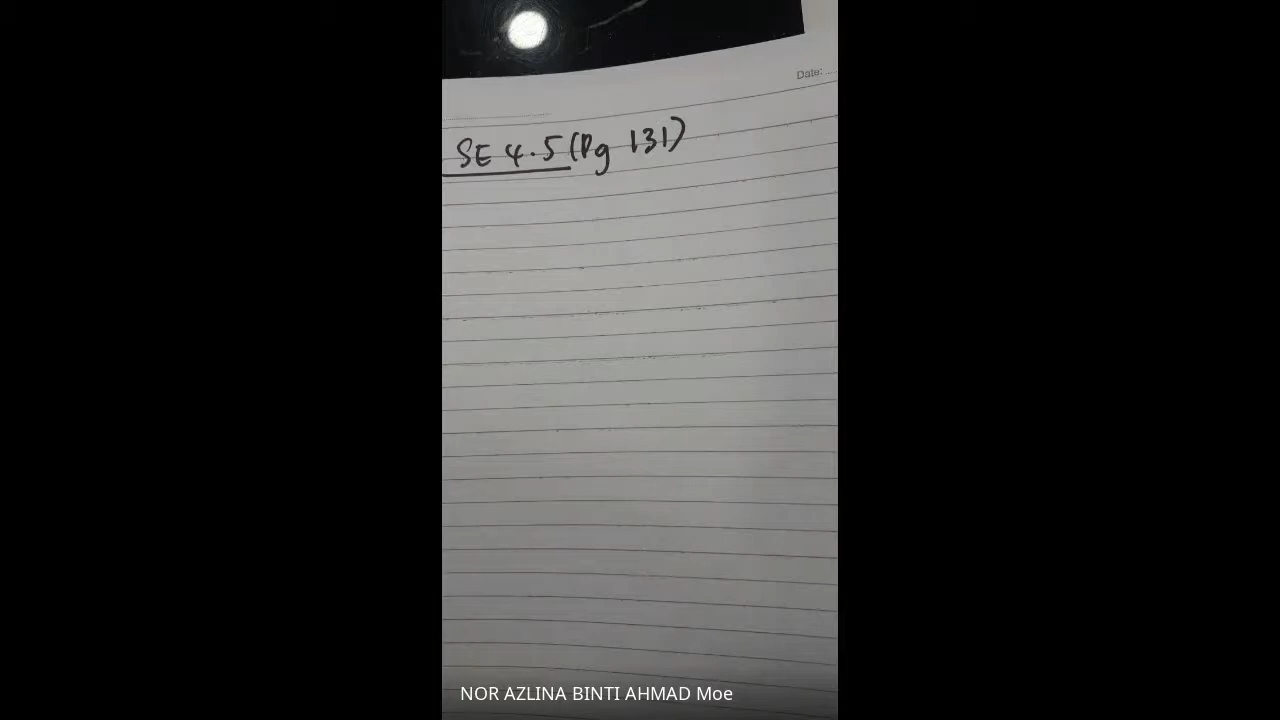 Date: ....
SE 4.5 (Pg 131)
NOR AZLINA BINTI AHMAD Moe